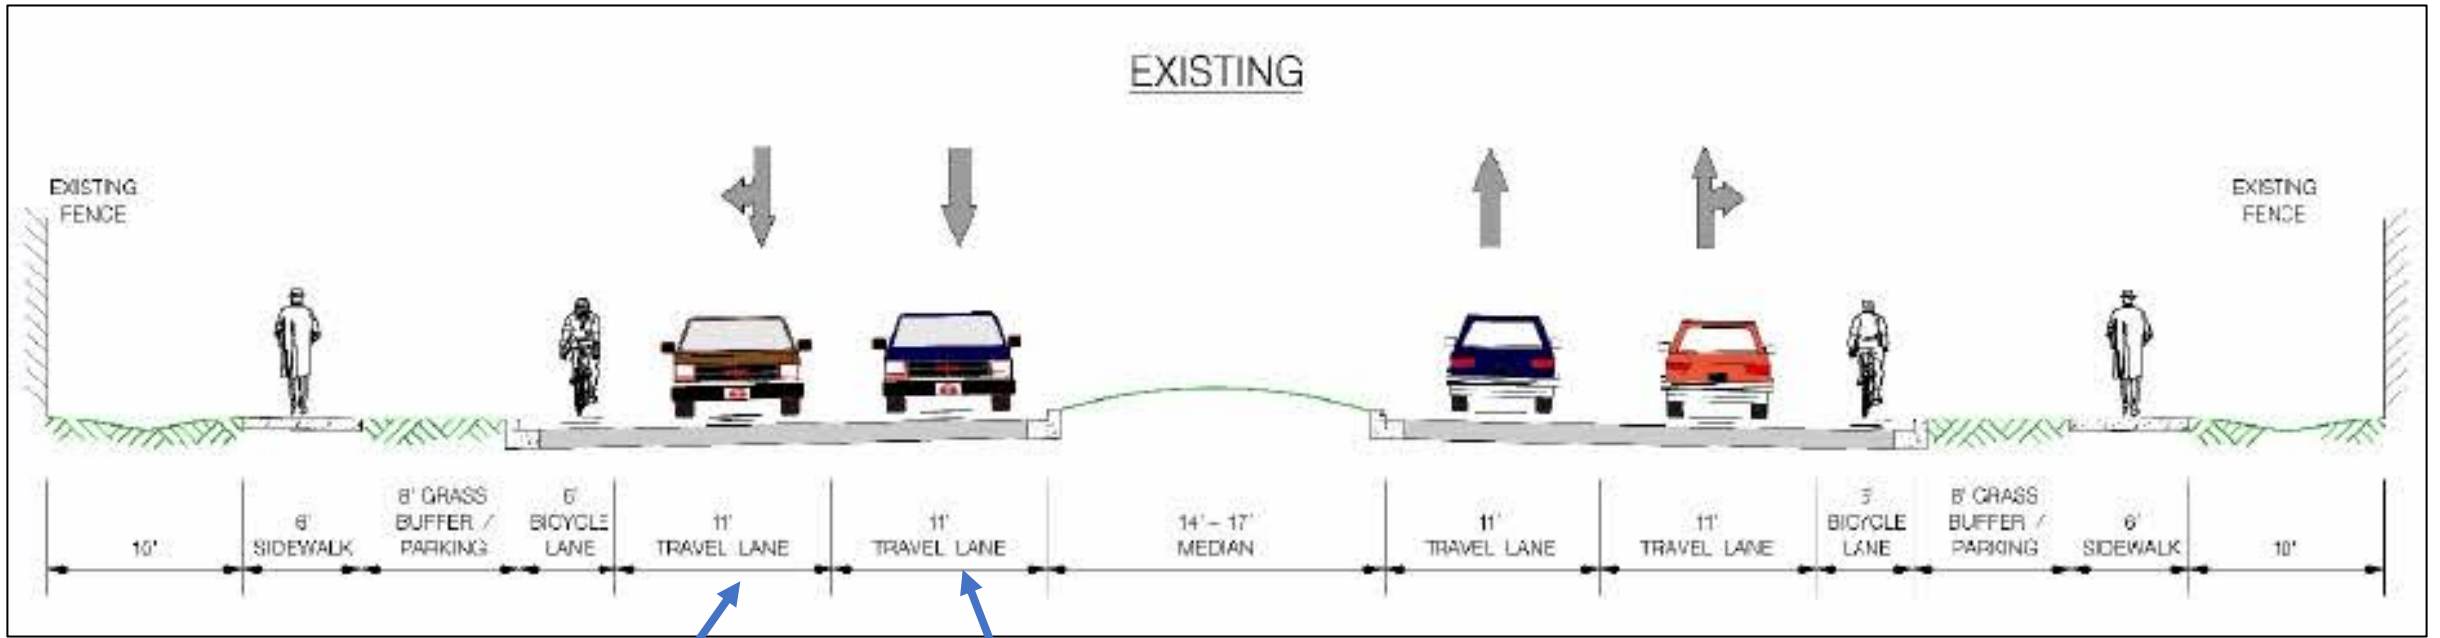 EXISTING
EXISTING
FENCE
EXISTING
FENCE
10'
6'
SIDEWALK
8' GRASS
BUFFER /
PARKING
BICYCLE
LANE
11'
TRAVEL LANE
11'
TRAVEL LANE
14' - 17'
MEDIAN
11'
TRAVEL LANE
11'
TRAVEL LANE
BICYCLE
LANE
8' GRASS
BUFFER /
PARKING
6'
SIDEWALK
10'